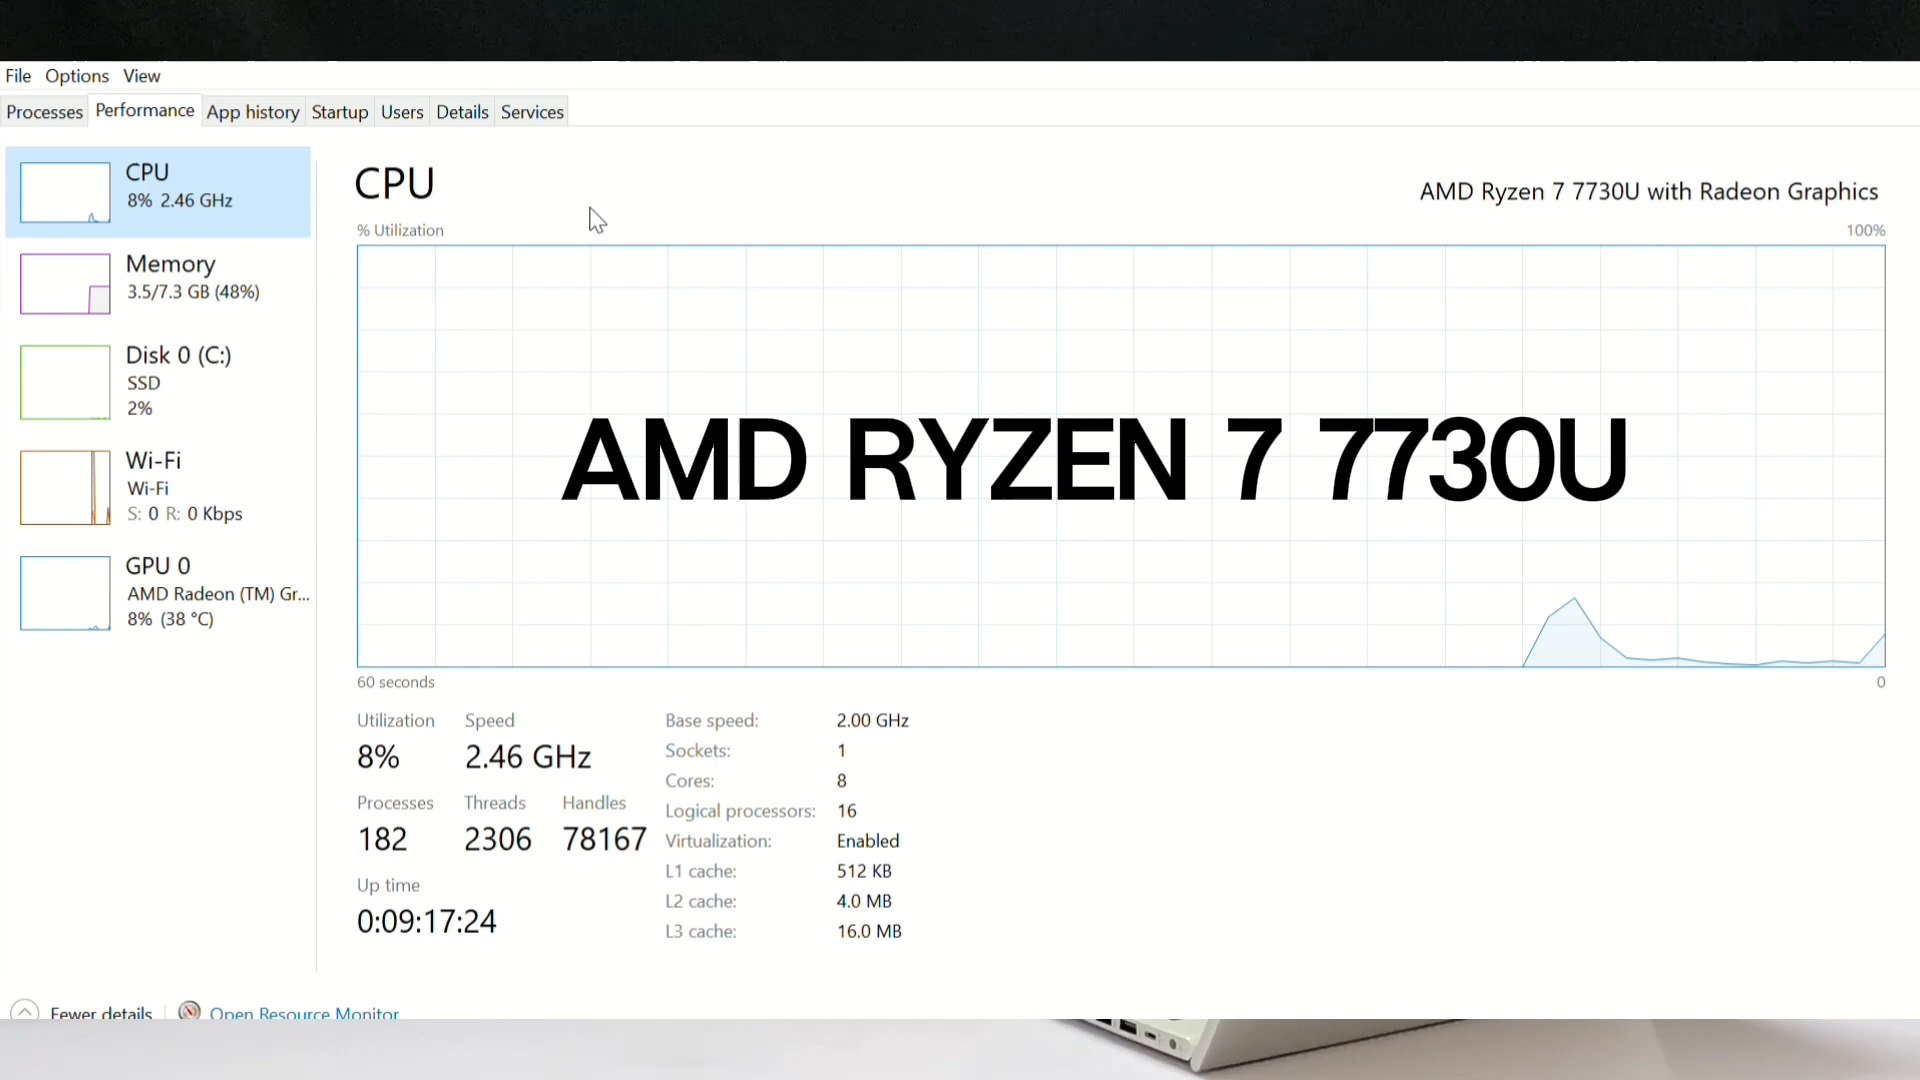 File Options View
Processes Performance App history Startup Users Details Services
CPU
8% 2.46 GHz
Memory
3.5/7.3 GB (48%)
Disk 0 (C:)
SSD
2%
Wi-Fi
Wi-Fi
S: 0 R: 0 Kbps
GPU 0
AMD Radeon (TM) Gr...
8% (38 °C)
CPU
AMD Ryzen 7 7730U with Radeon Graphics
% Utilization 100%
AMD RYZEN 7 7730U
60 seconds 0
Utilization Speed
8% 2.46 GHz
Processes Threads Handles
182 2306 78167
Up time
0:09:17:24
Base speed: 2.00 GHz
Sockets: 1
Cores: 8
Logical processors: 16
Virtualization: Enabled
L1 cache: 512 KB
L2 cache: 4.0 MB
L3 cache: 16.0 MB
Fewer details Open Resource Monitor